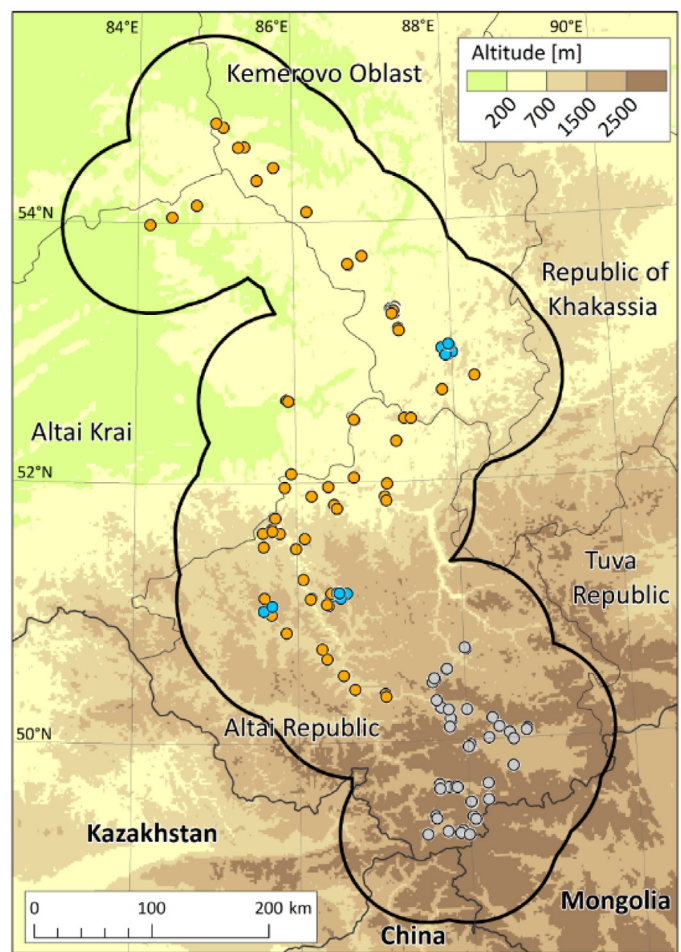 84°E
86°E
88°E
90°E
Kemerovo Oblast
Altitude [m]
200
700
1500
2500
54°N
Republic of
Khakassia
Altai Krai
52°N
Tuva
Republic
50°N
Altai Republic
Kazakhstan
Mongolia
China
0
100
200 km